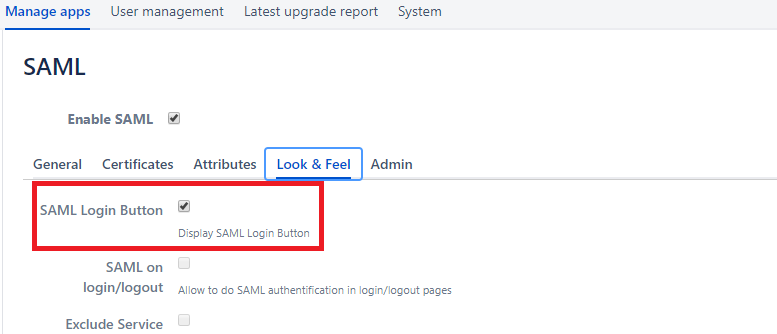 Manage apps User management Latest upgrade report System
SAML
Enable SAML
General Certificates Attributes Look & Feel Admin
SAML Login Button
Display SAML Login Button
SAML on
login/logout
Allow to do SAML authentification in login/logout pages
Exclude Service